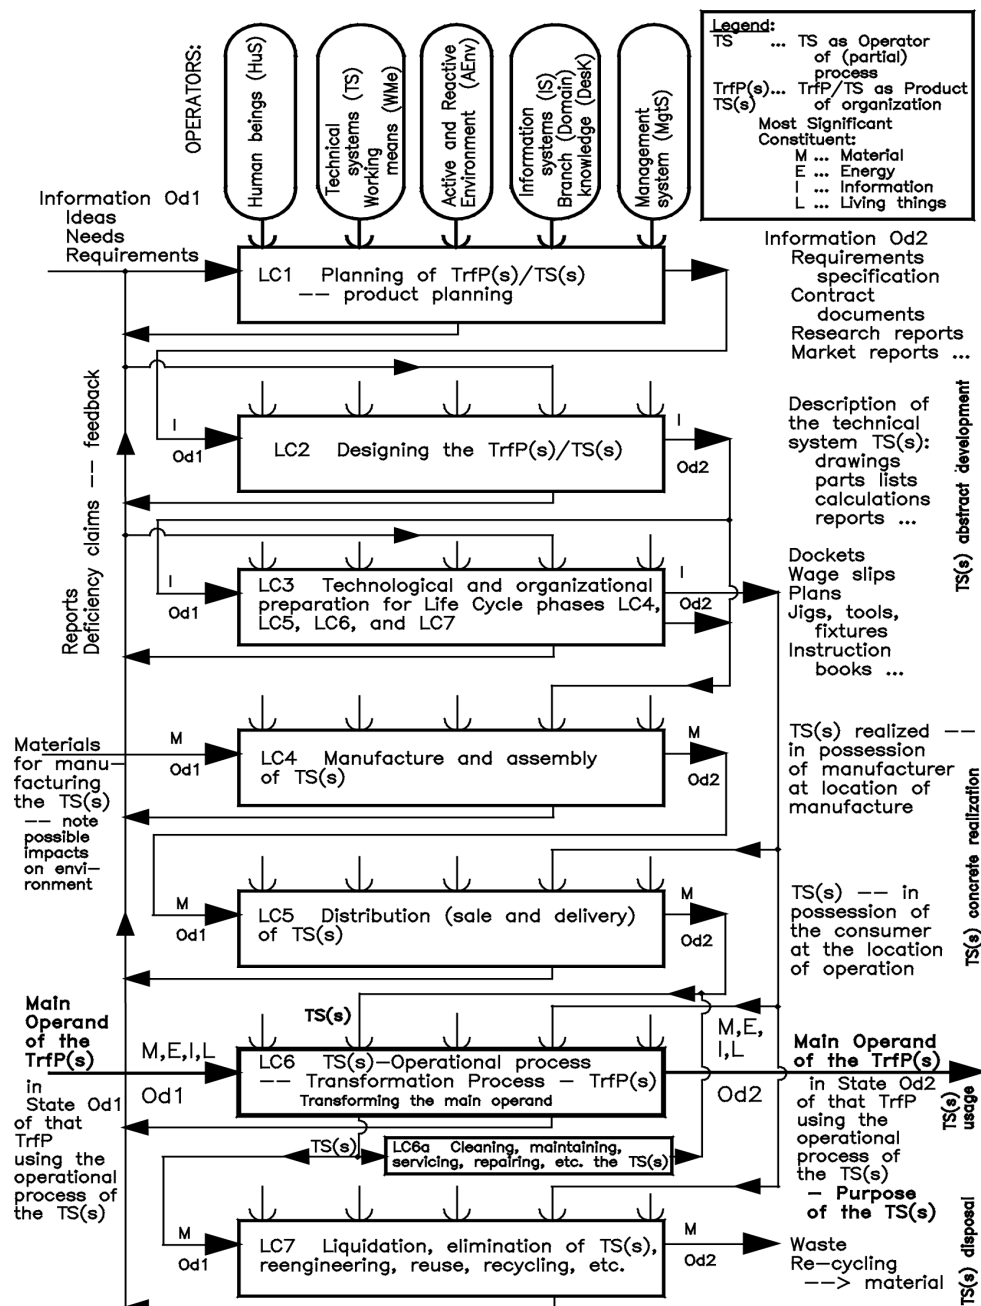 OPERATORS:
Human beings (HuS)
Technical
systems (TS)
Working
means (WMe)
Active and Reactive
Environment (AEnv)
Information
systems (IS)
Branch (Domain)
knowledge (DesK)
Management
system (MgtS)
Legend:
TS ... TS as Operator
of (partial)
process
TrfP(s)... TrfP/TS as Product
TS(s) of organization
Most Significant
Constituent:
M ... Material
E ... Energy
I ... Information
L ... Living things
Information Od1
Ideas
Needs
Requirements
LC1 Planning of TrfP(s)/TS(s)
–– product planning
Information Od2
Requirements
specification
Contract
documents
Research reports
Market reports ...
Reports
Deficiency claims –– feedback
I
Od1
LC2 Designing the TrfP(s)/TS(s)
I
Od2
Description of
the technical
system TS(s):
drawings
parts lists
calculations
reports ...
TS(s) abstract development
I
Od1
LC3 Technological and organizational
preparation for Life Cycle phases LC4,
LC5, LC6, and LC7
I
Od2
Dockets
Wage slips
Plans
Jigs, tools,
fixtures
Instruction
books ...
Materials
for manu–
facturing
the TS(s)
–– note
possible
impacts
on envi–
ronment
M
Od1
LC4 Manufacture and assembly
of TS(s)
M
Od2
TS(s) realized ––
in possession
of manufacturer
at location of
manufacture
TS(s) concrete realization
M
Od1
LC5 Distribution (sale and delivery)
of TS(s)
M
Od2
TS(s) –– in
possession of
the consumer
at the location
of operation
Main
Operand
of the
TrfP(s)
M,E,I,L
Od1
in
State Od1
of that
TrfP
using the
operational
process of
the TS(s)
TS(s)
LC6 TS(s)–Operational process
–– Transformation Process – TrfP(s)
Transforming the main operand
M,E,
I,L
Od2
Main Operand
of the TrfP(s)
in State Od2
of that TrfP
using the
operational
process of
the TS(s)
– Purpose
of the TS(s)
TS(s)
usage
TS(s)
LC6a Cleaning, maintaining,
servicing, repairing, etc. the TS(s)
M
Od1
LC7 Liquidation, elimination of TS(s),
reengineering, reuse, recycling, etc.
M
Od2
Waste
Re–cycling
––> material
TS(s) disposal